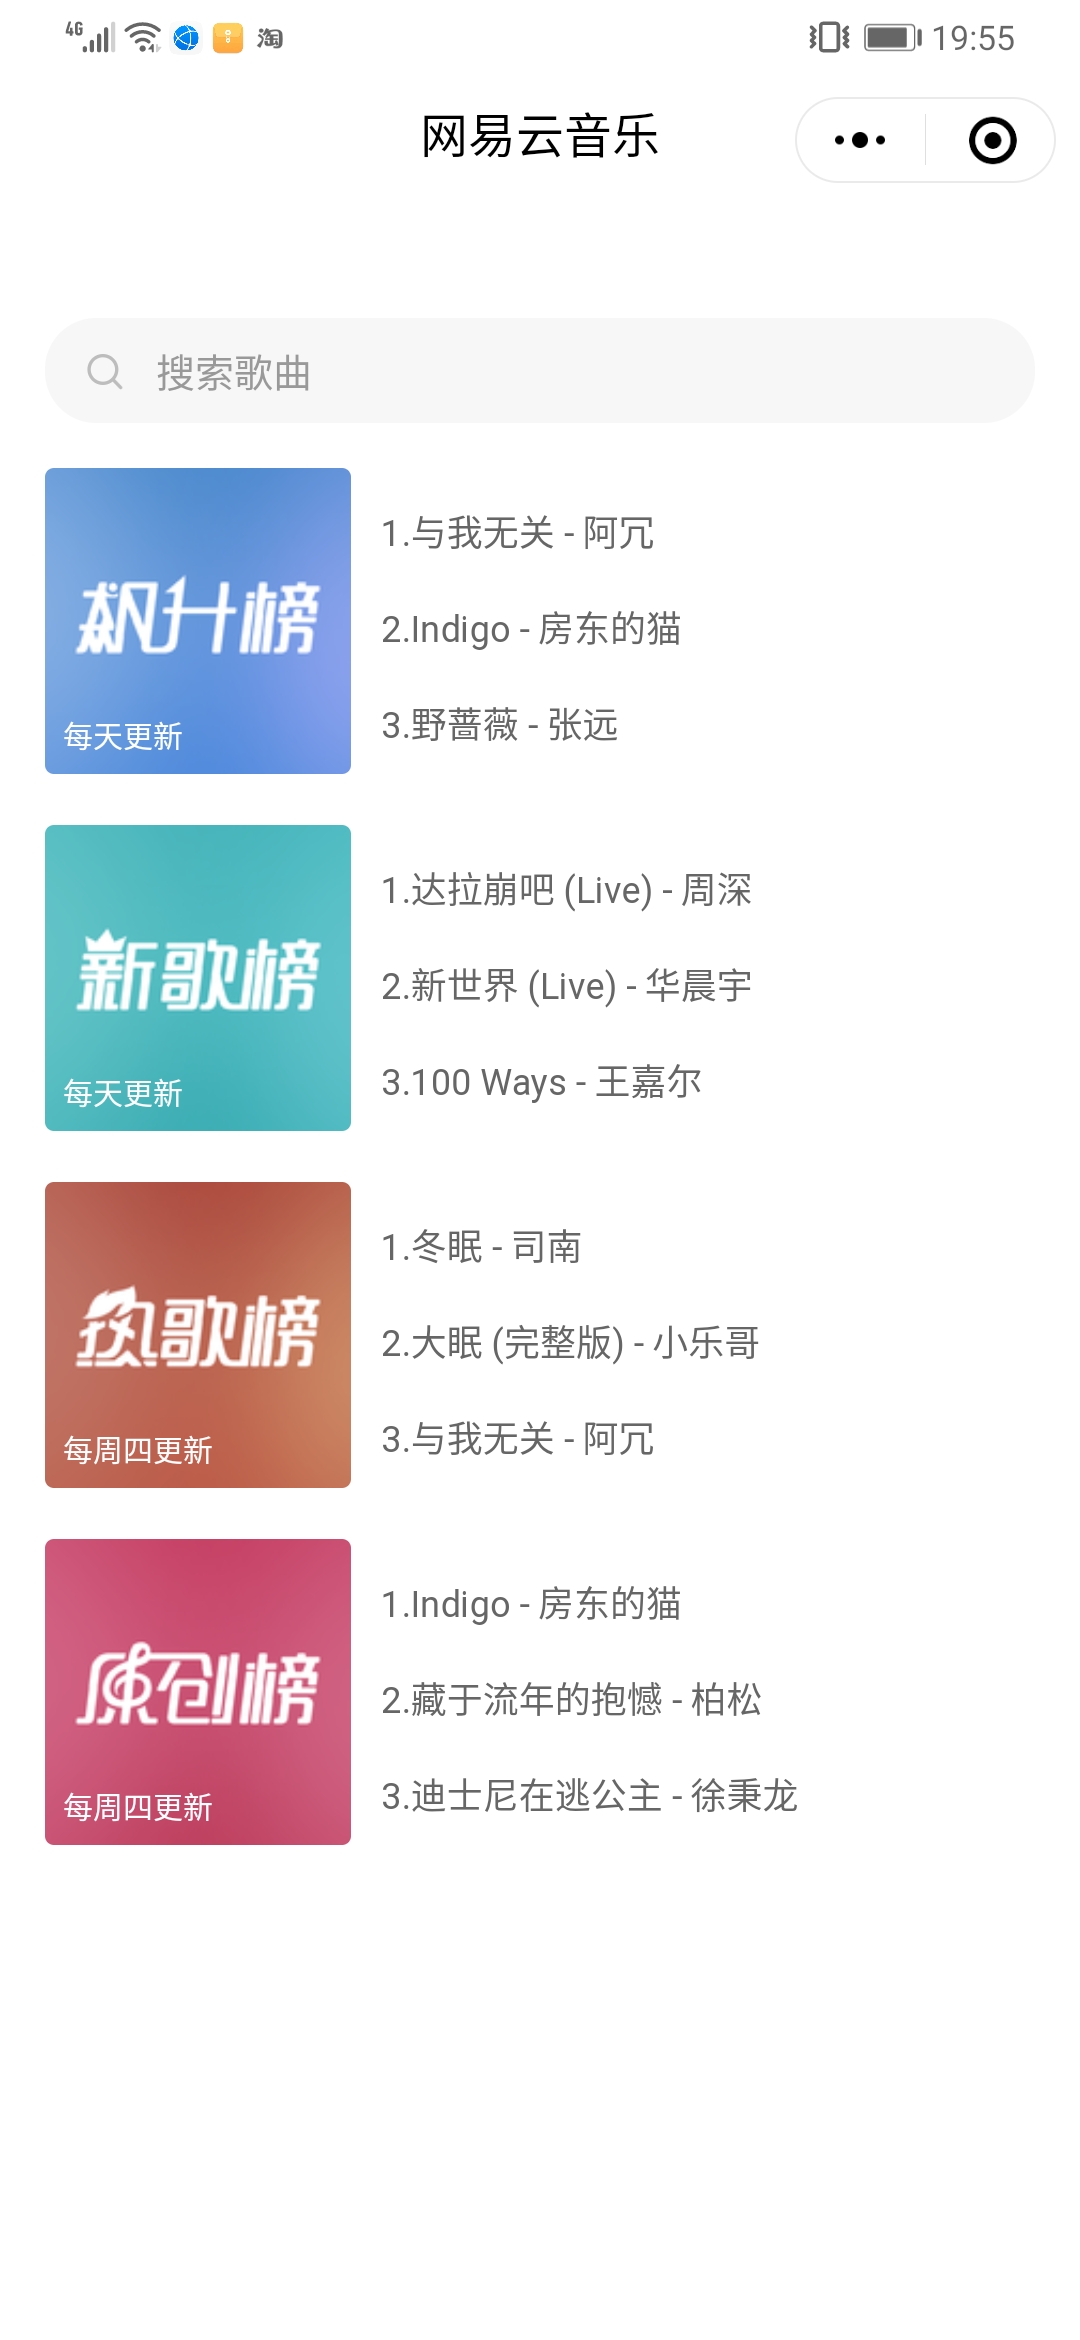 4G 淘 19:55
网易云音乐
搜索歌曲
飙升榜
每天更新
1.与我无关 - 阿冗
2.Indigo - 房东的猫
3.野蔷薇 - 张远
新歌榜
每天更新
1.达拉崩吧 (Live) - 周深
2.新世界 (Live) - 华晨宇
3.100 Ways - 王嘉尔
热歌榜
每周四更新
1.冬眠 - 司南
2.大眠 (完整版) - 小乐哥
3.与我无关 - 阿冗
原创榜
每周四更新
1.Indigo - 房东的猫
2.藏于流年的抱憾 - 柏松
3.迪士尼在逃公主 - 徐秉龙